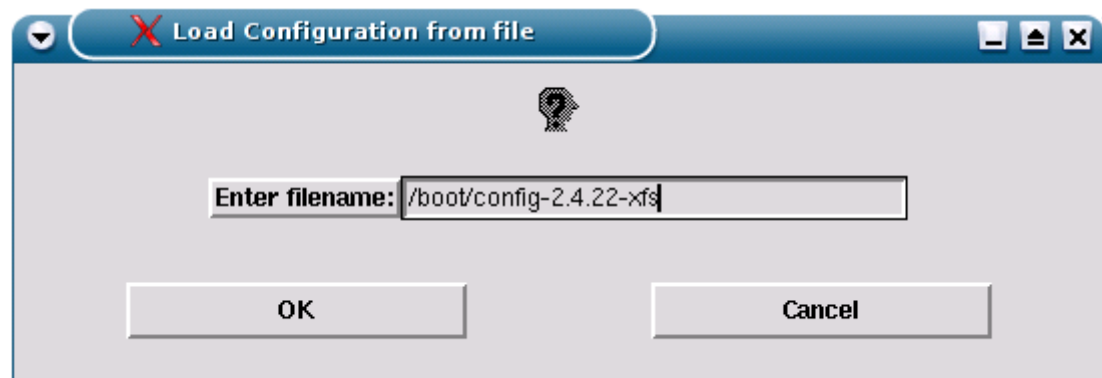 Load Configuration from file
?
Enter filename: /boot/config-2.4.22-xfs
OK Cancel